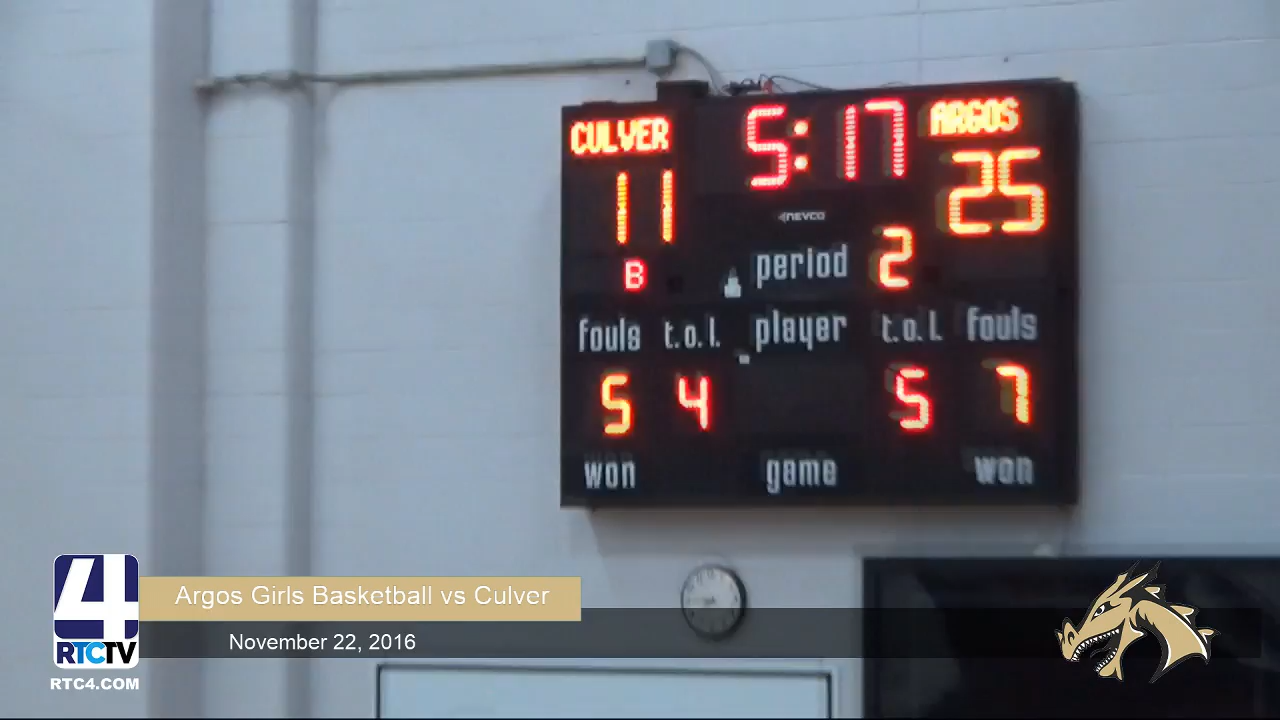 CULVER 5:17 ARGOS
11 25
NEVCO
B period 2
fouls t.o.l. player t.o.l. fouls
5 4 5 7
won game won
4
RTCTV
RTC4.COM
Argos Girls Basketball vs Culver
November 22, 2016